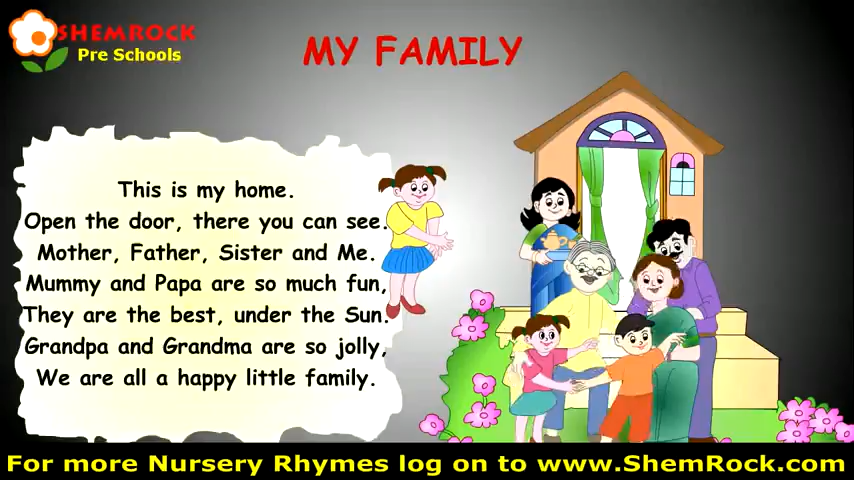 SHEMROCK
Pre Schools
MY FAMILY
This is my home.
Open the door, there you can see.
Mother, Father, Sister and Me.
Mummy and Papa are so much fun,
They are the best, under the Sun.
Grandpa and Grandma are so jolly,
We are all a happy little family.
For more Nursery Rhymes log on to www.ShemRock.com